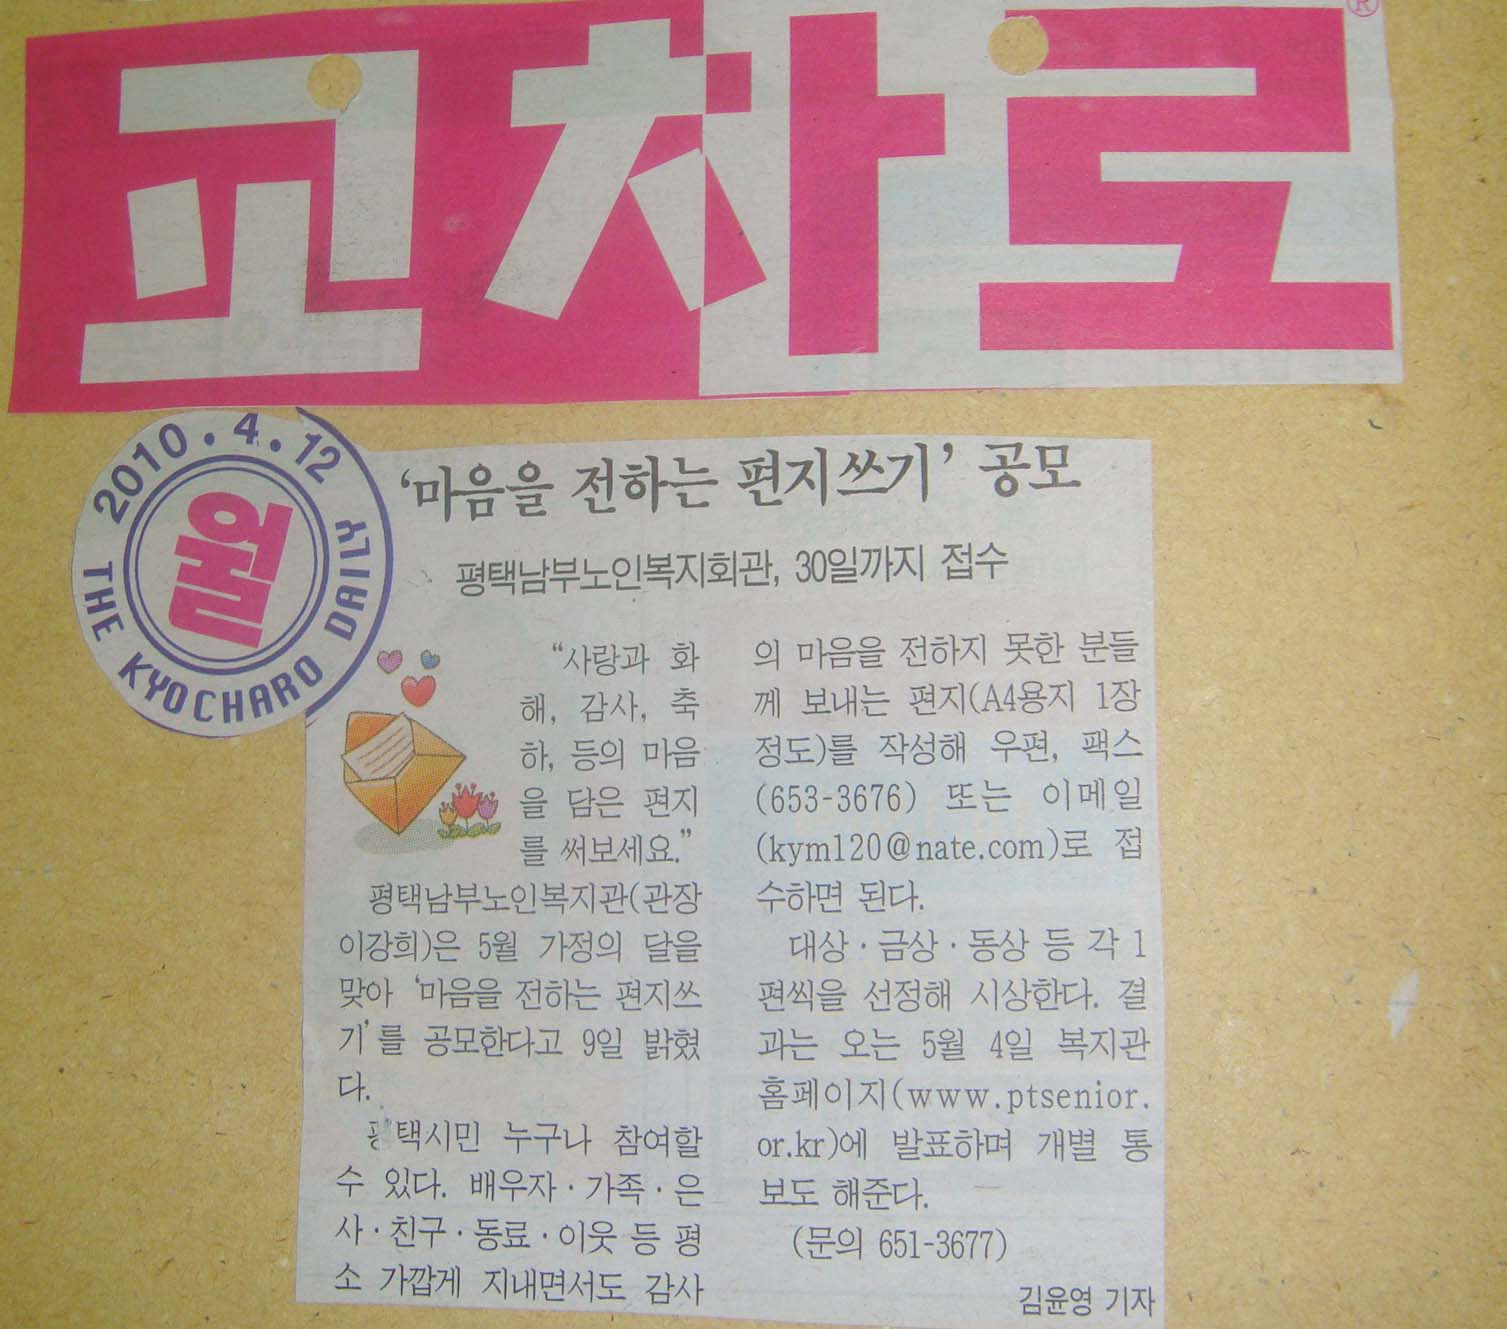 교차로®
2010.4.12
월
THE KYOCHARO DAILY
‘마음을 전하는 편지쓰기’ 공모
평택남부노인복지회관, 30일까지 접수
“사랑과 화
해, 감사, 축
하, 등의 마음
을 담은 편지
를 써보세요.”
평택남부노인복지관(관장
이강희)은 5월 가정의 달을
맞아 ‘마음을 전하는 편지쓰
기’를 공모한다고 9일 밝혔
다.
평택시민 누구나 참여할
수 있다. 배우자·가족·은
사·친구·동료·이웃 등 평
소 가깝게 지내면서도 감사
의 마음을 전하지 못한 분들
께 보내는 편지(A4용지 1장
정도)를 작성해 우편, 팩스
(653-3676) 또는 이메일
(kym120@nate.com)로 접
수하면 된다.
대상·금상·동상 등 각 1
편씩을 선정해 시상한다. 결
과는 오는 5월 4일 복지관
홈페이지(www.ptsenior.
or.kr)에 발표하며 개별 통
보도 해준다.
(문의 651-3677)
김윤영 기자